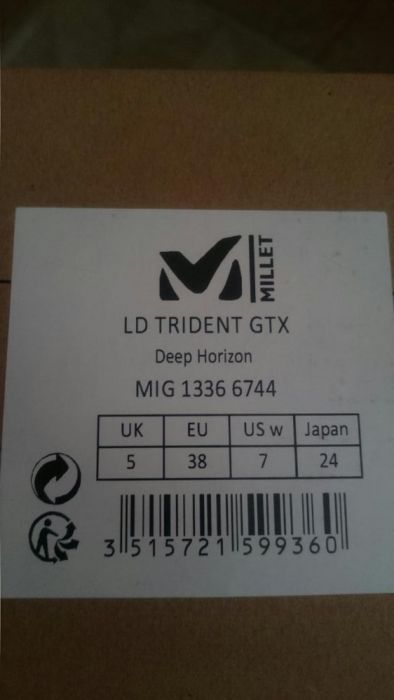 MILLET
LD TRIDENT GTX
Deep Horizon
MIG 1336 6744
UK EU US w Japan
5 38 7 24
3 515721 599360